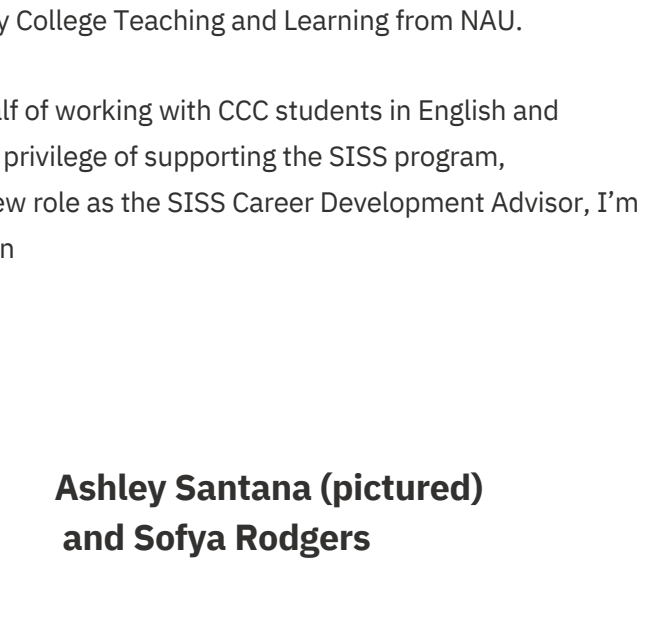 y College Teaching and Learning from NAU.
lf of working with CCC students in English and
privilege of supporting the SISS program,
ew role as the SISS Career Development Advisor, I’m
n
Ashley Santana (pictured)
and Sofya Rodgers